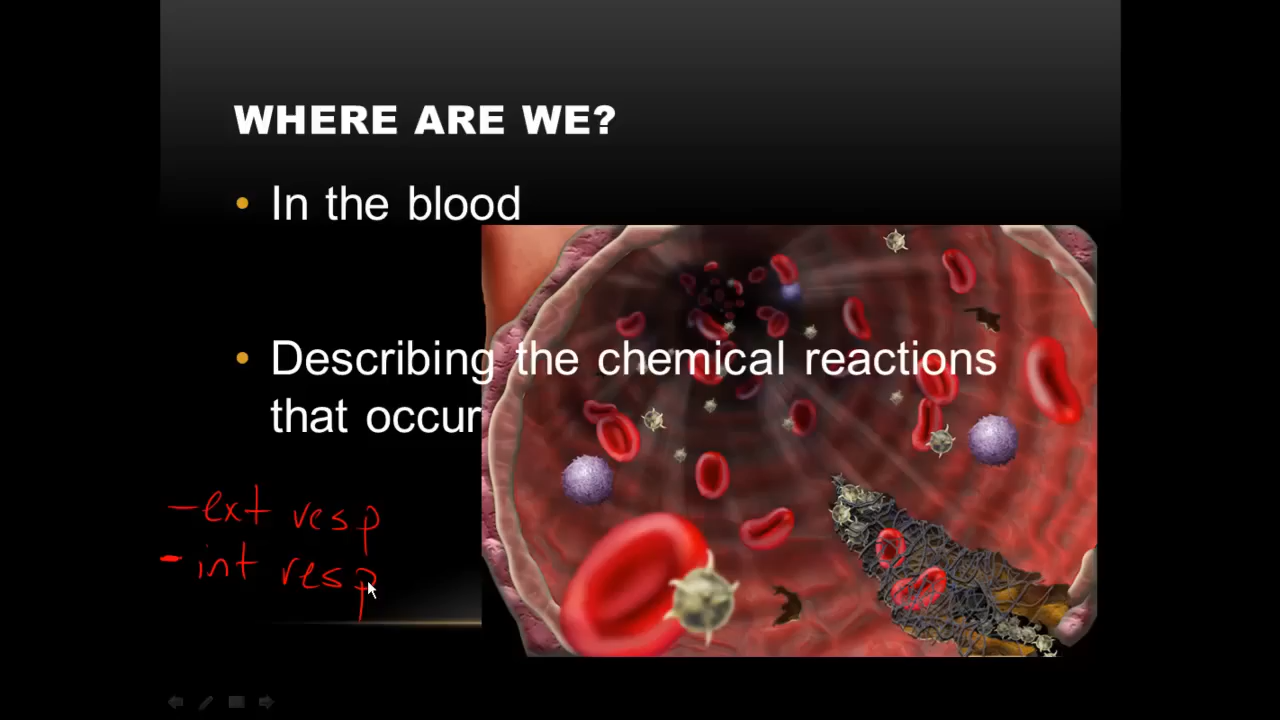 WHERE ARE WE?
• In the blood
• Describing the chemical reactions
that occur
- ext resp
- int resp